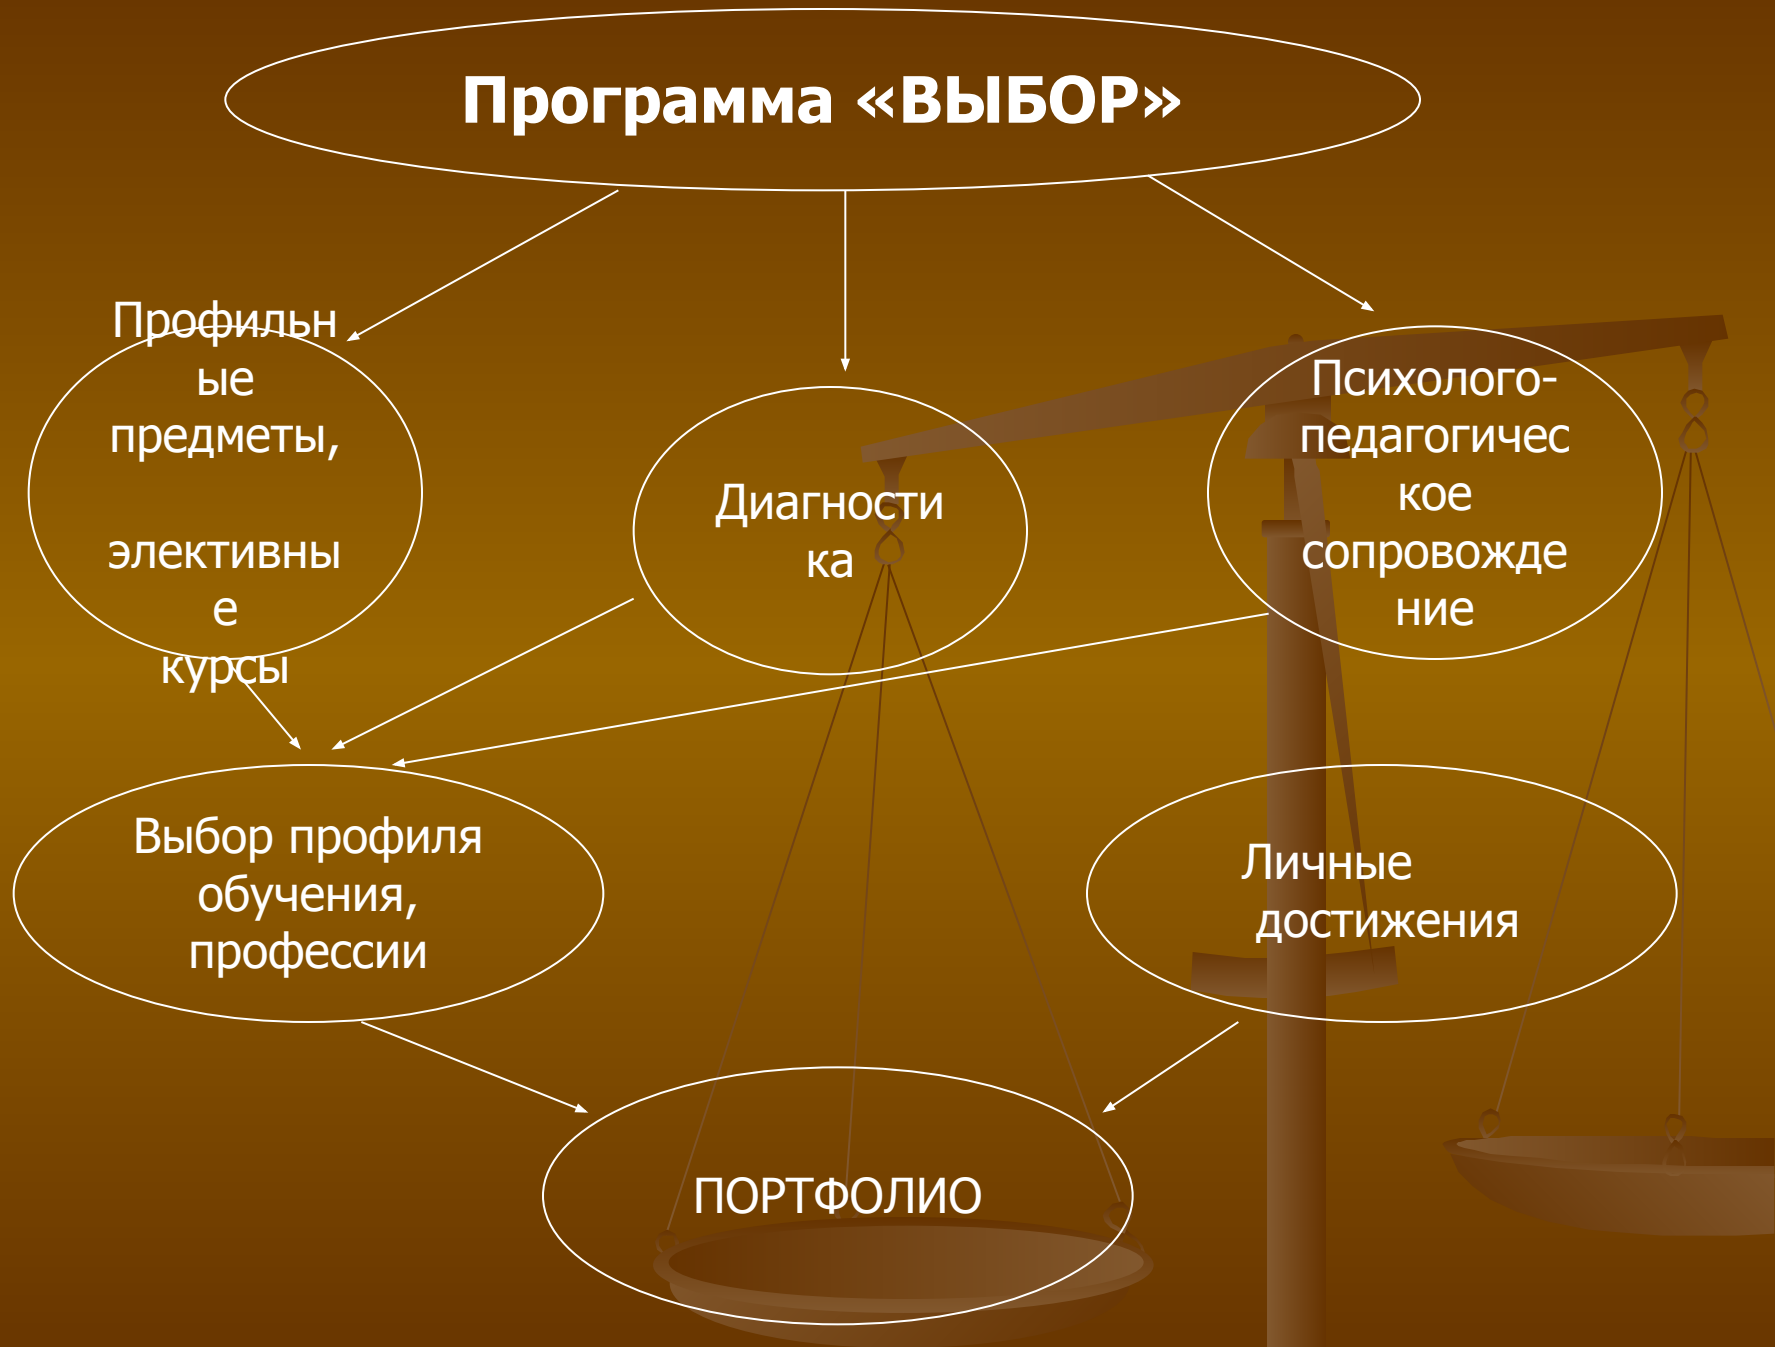 Программа «ВЫБОР»
Профильн
ые
предметы,
элективны
е
курсы
Диагности
ка
Психолого-
педагогичес
кое
сопровожде
ние
Выбор профиля
обучения,
профессии
Личные
достижения
ПОРТФОЛИО